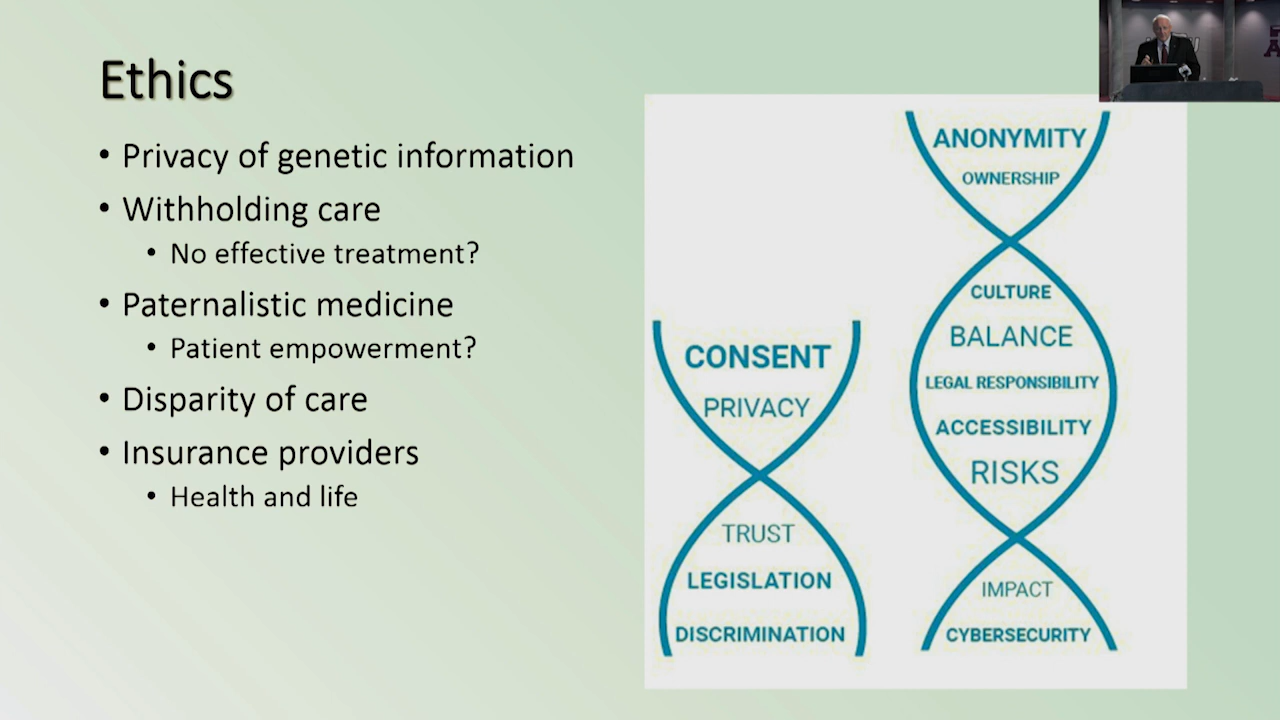 Ethics
• Privacy of genetic information
• Withholding care
• No effective treatment?
• Paternalistic medicine
• Patient empowerment?
• Disparity of care
• Insurance providers
• Health and life
CONSENT
PRIVACY
TRUST
LEGISLATION
DISCRIMINATION
ANONYMITY
OWNERSHIP
CULTURE
BALANCE
LEGAL RESPONSIBILITY
ACCESSIBILITY
RISKS
IMPACT
CYBERSECURITY